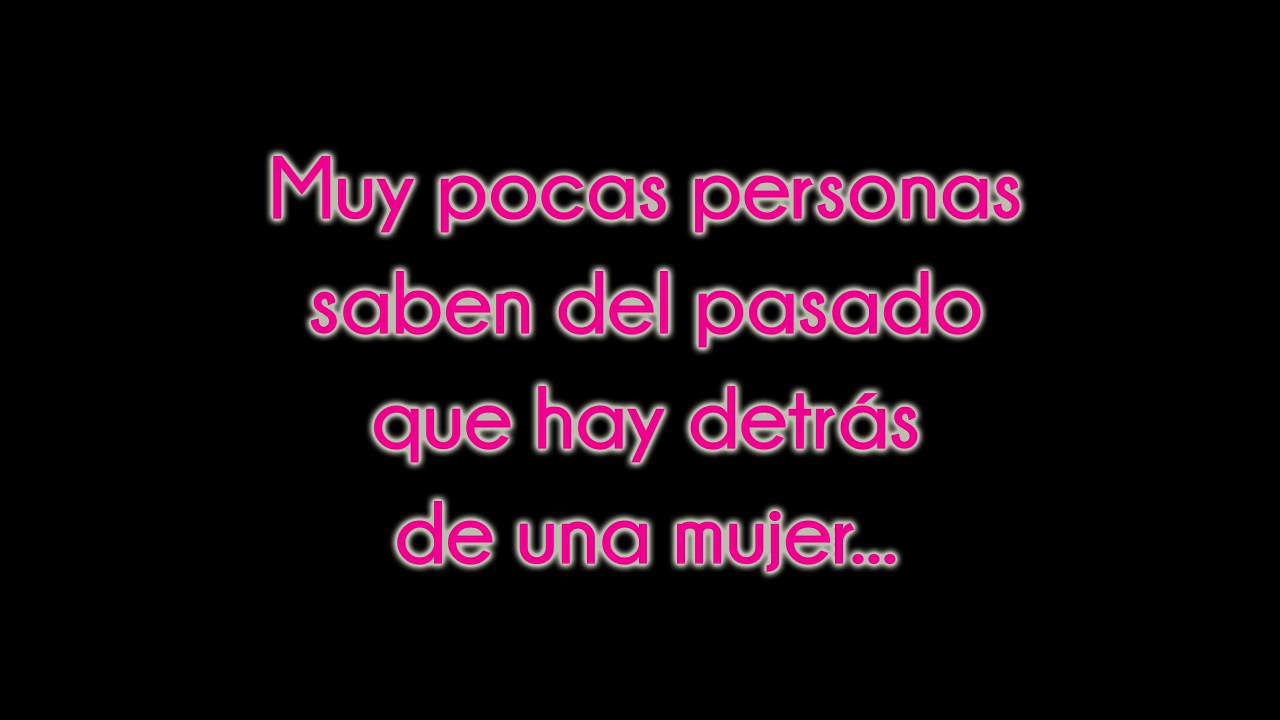 Muy pocas personas
saben del pasado
que hay detrás
de una mujer...